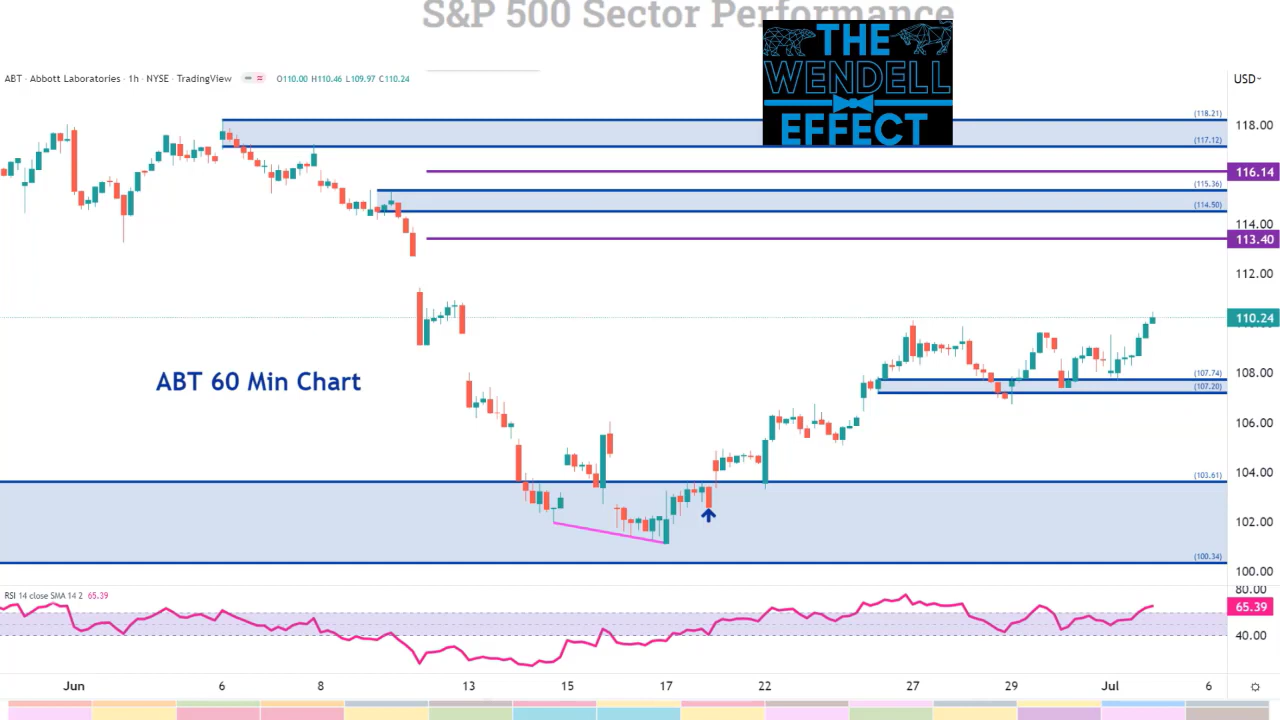 S&P 500 Sector Performance
THE
WENDELL
EFFECT
ABT · Abbott Laboratories · 1h · NYSE · TradingView
O110.00 H110.46 L109.97 C110.24
USD
(118.21)
118.00
(117.12)
116.14
(115.36)
(114.50)
114.00
113.40
112.00
110.24
ABT 60 Min Chart
108.00
(107.74)
(107.20)
106.00
104.00
(103.61)
102.00
(100.34)
100.00
RSI 14 close SMA 14 2 65.39
80.00
65.39
40.00
Jun 6 8 13 15 17 22 27 29 Jul 6